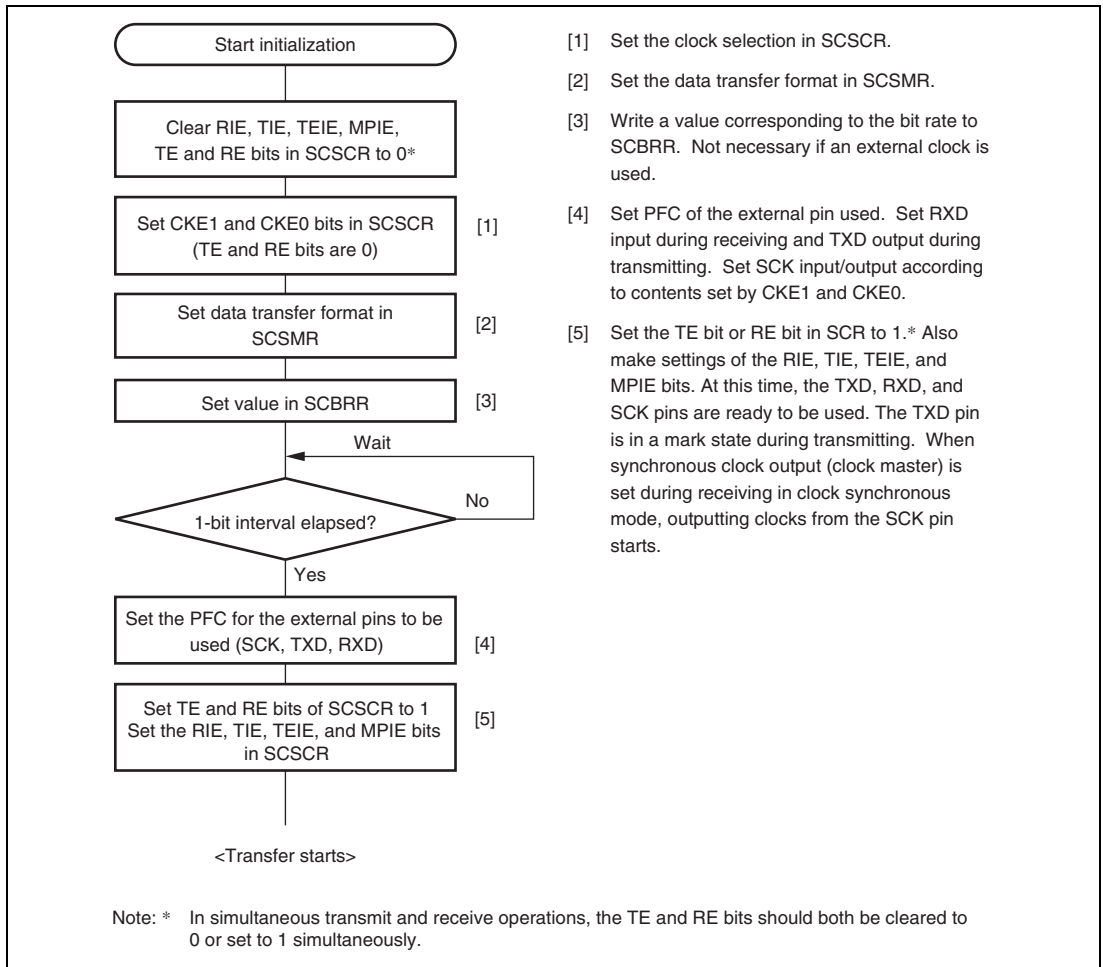 Start initialization
Clear RIE, TIE, TEIE, MPIE,
TE and RE bits in SCSCR to 0*
Set CKE1 and CKE0 bits in SCSCR
(TE and RE bits are 0)
[1]
Set data transfer format in
SCSMR
[2]
Set value in SCBRR
[3]
Wait
No
1-bit interval elapsed?
Yes
Set the PFC for the external pins to be
used (SCK, TXD, RXD)
[4]
Set TE and RE bits of SCSCR to 1
Set the RIE, TIE, TEIE, and MPIE bits
in SCSCR
[5]
<Transfer starts>
[1] Set the clock selection in SCSCR.
[2] Set the data transfer format in SCSMR.
[3] Write a value corresponding to the bit rate to
SCBRR. Not necessary if an external clock is
used.
[4] Set PFC of the external pin used. Set RXD
input during receiving and TXD output during
transmitting. Set SCK input/output according
to contents set by CKE1 and CKE0.
[5] Set the TE bit or RE bit in SCR to 1.* Also
make settings of the RIE, TIE, TEIE, and
MPIE bits. At this time, the TXD, RXD, and
SCK pins are ready to be used. The TXD pin
is in a mark state during transmitting. When
synchronous clock output (clock master) is
set during receiving in clock synchronous
mode, outputting clocks from the SCK pin
starts.
Note: * In simultaneous transmit and receive operations, the TE and RE bits should both be cleared to
0 or set to 1 simultaneously.